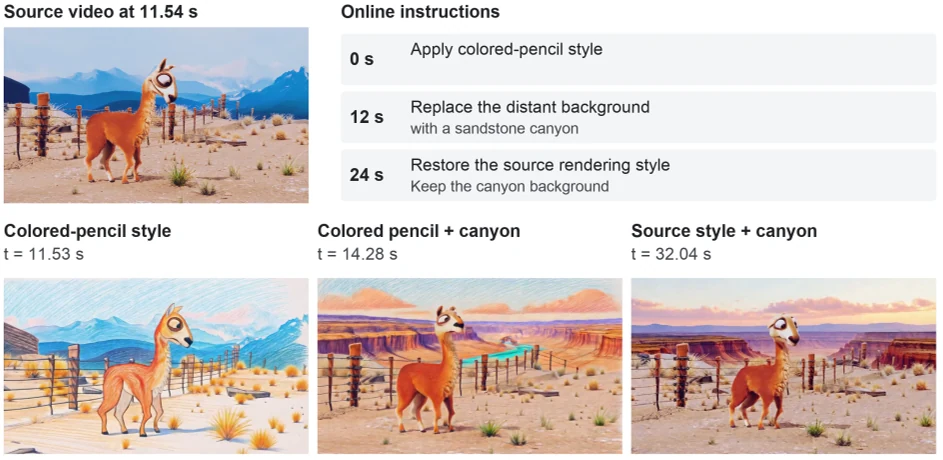 Source video at 11.54 s
Online instructions
0 s
Apply colored-pencil style
12 s
Replace the distant background
with a sandstone canyon
24 s
Restore the source rendering style
Keep the canyon background
Colored-pencil style
t = 11.53 s
Colored pencil + canyon
t = 14.28 s
Source style + canyon
t = 32.04 s